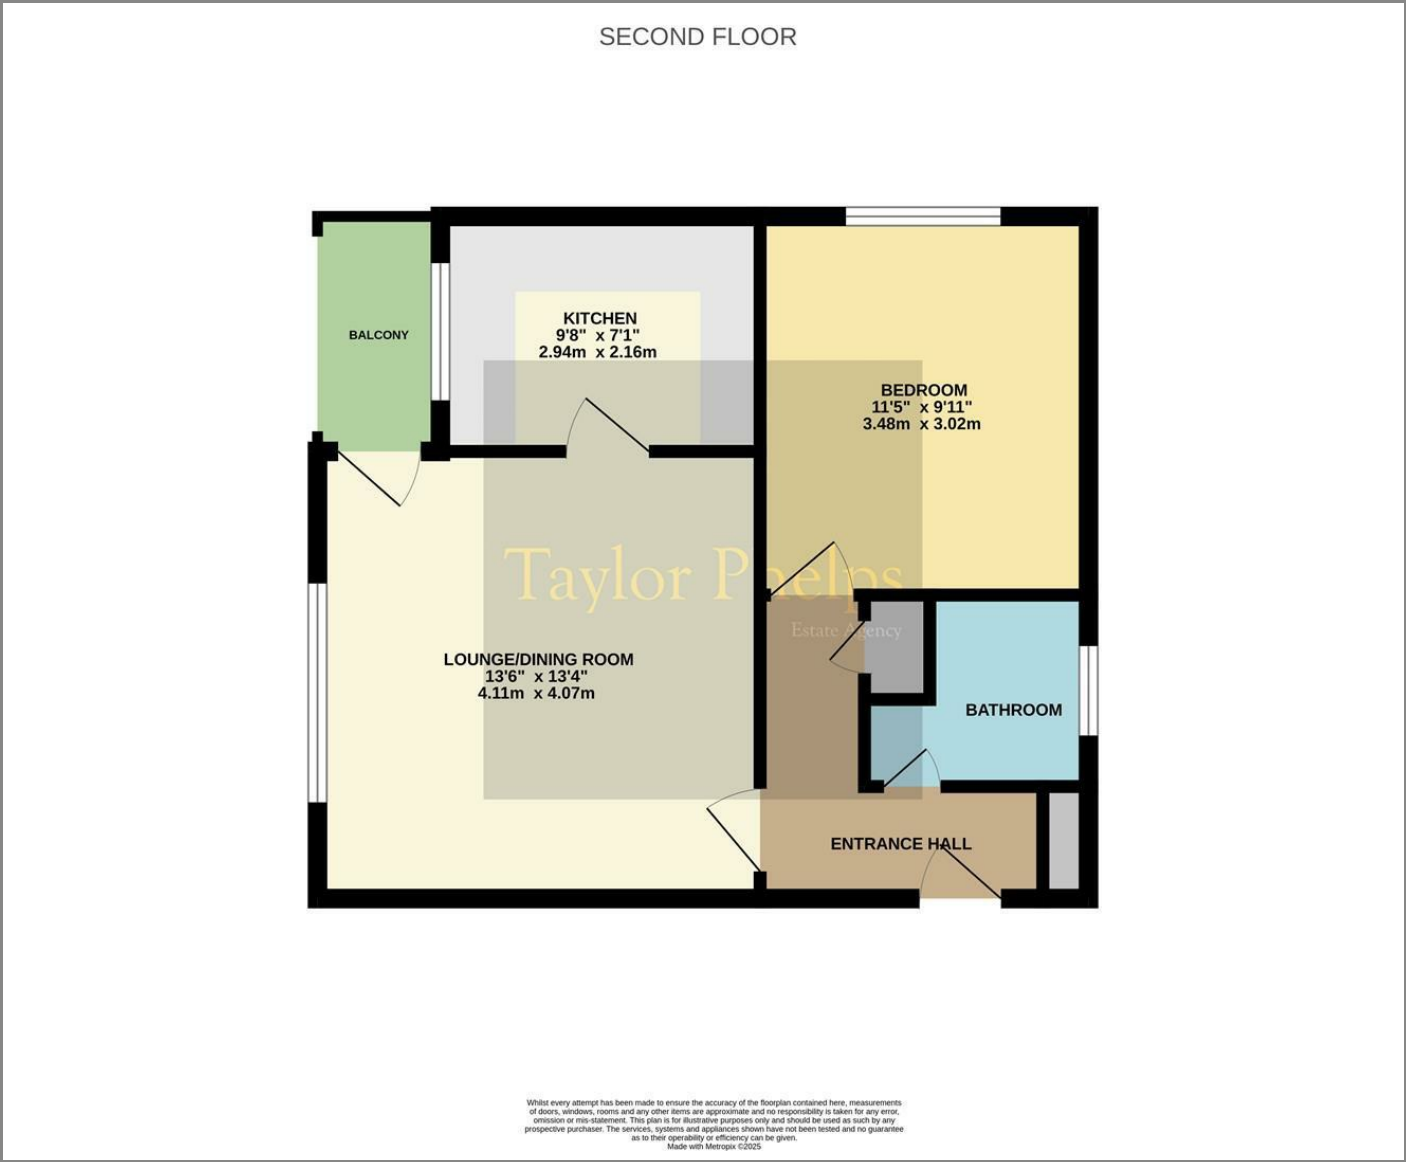 SECOND FLOOR
BALCONY
KITCHEN
9'8" x 7'1"
2.94m x 2.16m
BEDROOM
11'5" x 9'11"
3.48m x 3.02m
Taylor Phelps
Estate Agency
LOUNGE/DINING ROOM
13'6" x 13'4"
4.11m x 4.07m
BATHROOM
ENTRANCE HALL
Whilst every attempt has been made to ensure the accuracy of the floorplan contained here, measurements
of doors, windows, rooms and any other items are approximate and no responsibility is taken for any error,
omission or mis-statement. This plan is for illustrative purposes only and should be used as such by any
prospective purchaser. The services, systems and appliances shown have not been tested and no guarantee
as to their operability or efficiency can be given.
Made with Metropix ©2025